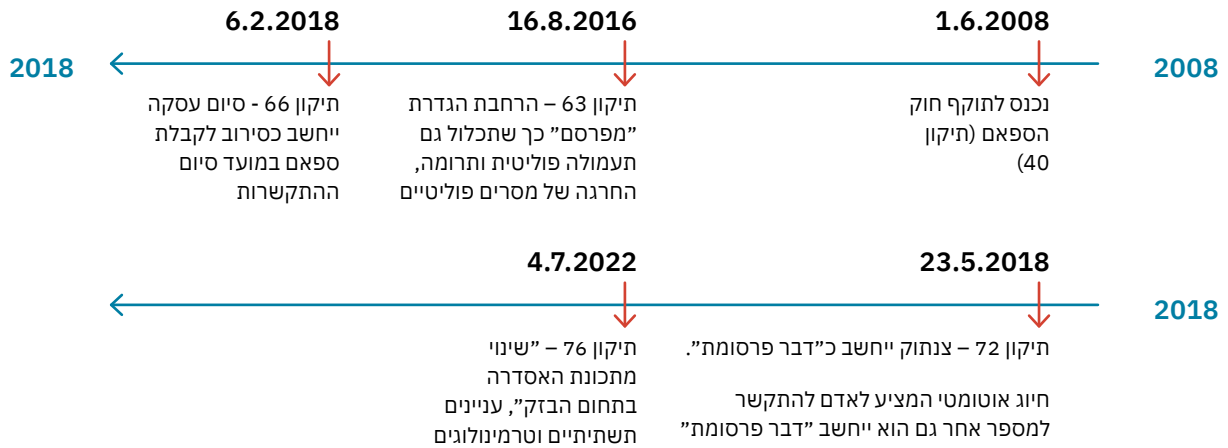 1.6.2008
16.8.2016
6.2.2018
2008
2018
נכנס לתוקף חוק
הספאם (תיקון
40)
תיקון 63 – הרחבת הגדרת
״מפרסם״ כך שתכלול גם
תעמולה פוליטית ותרומה,
החרגה של מסרים פוליטיים
תיקון 66 - סיום עסקה
ייחשב כסירוב לקבלת
ספאם במועד סיום
ההתקשרות
23.5.2018
4.7.2022
2018
תיקון 72 – צנתוק ייחשב כ״דבר פרסומת״.
חיוג אוטומטי המציע לאדם להתקשר
למספר אחר גם הוא ייחשב ״דבר פרסומת״
תיקון 76 – ״שינוי
מתכונת האסדרה
בתחום הבזק״, עניינים
תשתיתיים וטרמינולוגים